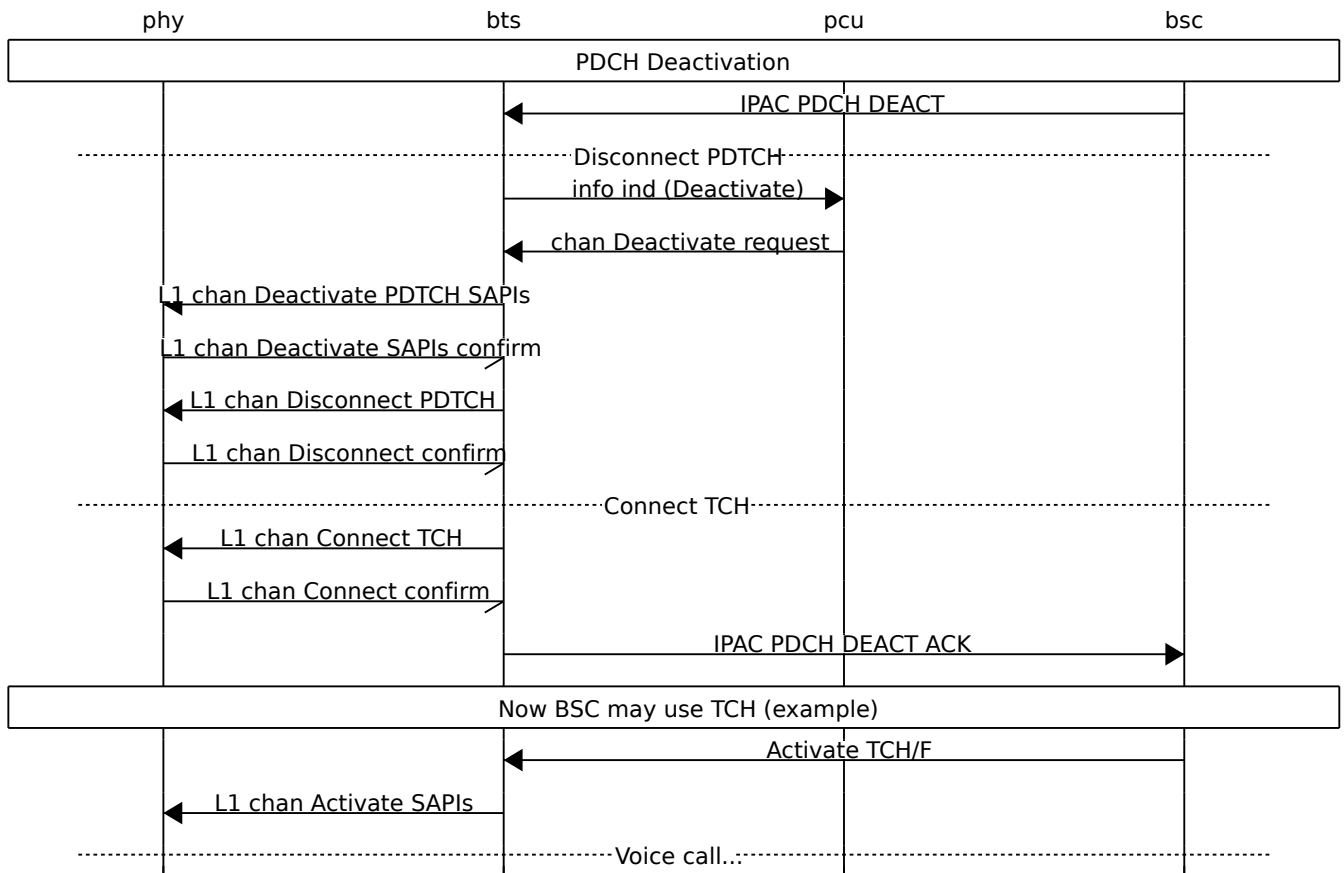 phy bts pcu bsc
PDCH Deactivation
IPAC PDCH DEACT
Disconnect PDTCH
info ind (Deactivate)
chan Deactivate request
L1 chan Deactivate PDTCH SAPIs
L1 chan Deactivate SAPIs confirm
L1 chan Disconnect PDTCH
L1 chan Disconnect confirm
Connect TCH
L1 chan Connect TCH
L1 chan Connect confirm
IPAC PDCH DEACT ACK
Now BSC may use TCH (example)
Activate TCH/F
L1 chan Activate SAPIs
Voice call...